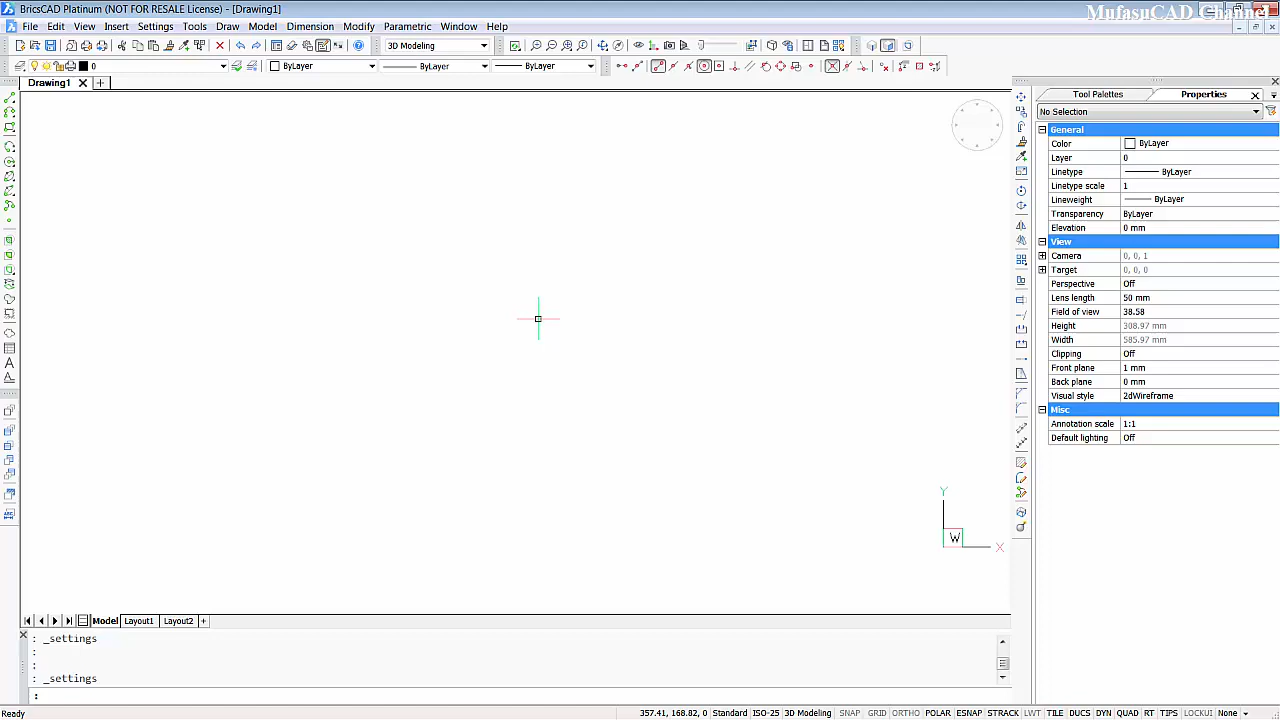 BricsCAD Platinum (NOT FOR RESALE License) - [Drawing1]
MufasuCAD Channel
File Edit View Insert Settings Tools Draw Model Dimension Modify Parametric Window Help
3D Modeling
0 ByLayer ByLayer ByLayer
Drawing1
Tool Palettes Properties
No Selection
General
Color ByLayer
Layer 0
Linetype ByLayer
Linetype scale 1
Lineweight ByLayer
Transparency ByLayer
Elevation 0 mm
View
Camera 0, 0, 1
Target 0, 0, 0
Perspective Off
Lens length 50 mm
Field of view 38.58
Height 308.97 mm
Width 585.97 mm
Clipping Off
Front plane 1 mm
Back plane 0 mm
Visual style 2dWireframe
Misc
Annotation scale 1:1
Default lighting Off
Y
W
X
Model Layout1 Layout2 +
: _settings
:
:
: _settings
:
Ready 357.41, 168.82, 0 Standard ISO-25 3D Modeling SNAP GRID ORTHO POLAR ESNAP STRACK LWT TILE DUCS DYN QUAD RT TIPS LOCKUI None